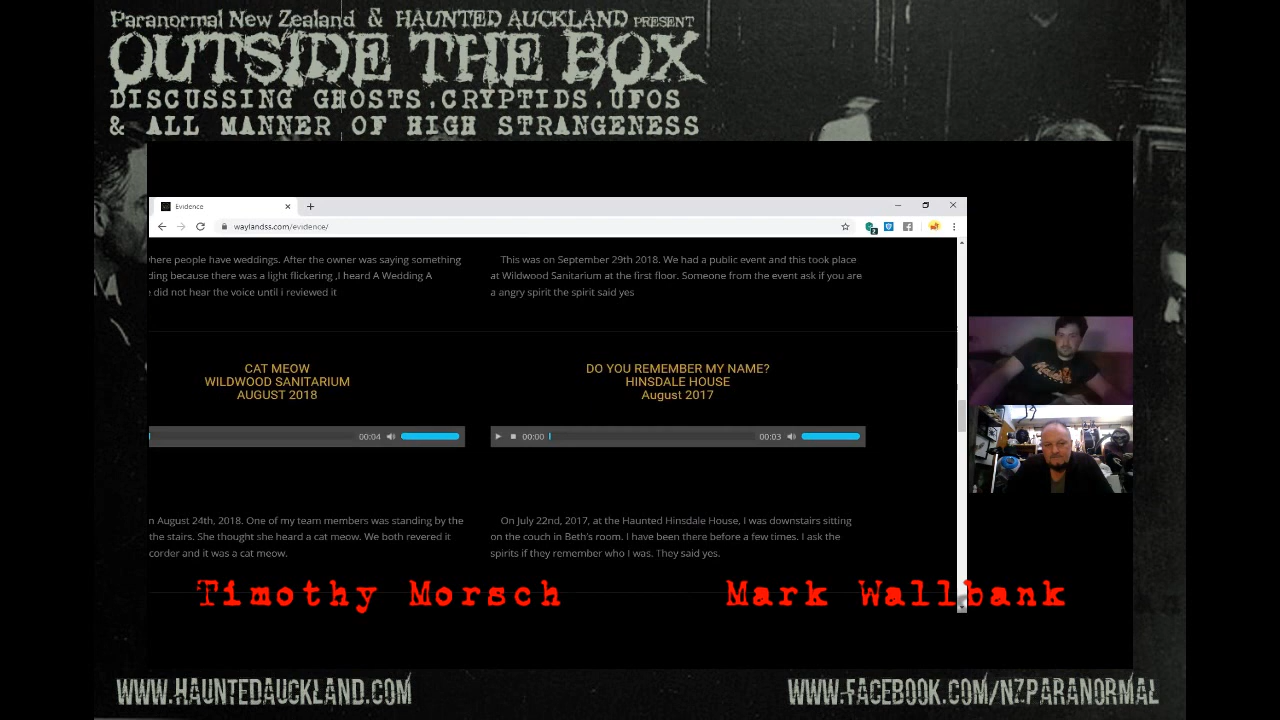 Paranormal New Zealand & HAUNTED AUCKLAND PRESENT
OUTSIDE THE BOX
DISCUSSING GHOSTS.CRYPTIDS.UFOS
& ALL MANNER OF HIGH STRANGENESS
Evidence
waylandss.com/evidence/
here people have weddings. After the owner was saying something
ding because there was a light flickering ,I heard A Wedding A
did not hear the voice until i reviewed it
This was on September 29th 2018. We had a public event and this took place
at Wildwood Sanitarium at the first floor. Someone from the event ask if you are
a angry spirit the spirit said yes
CAT MEOW
WILDWOOD SANITARIUM
AUGUST 2018
00:04
DO YOU REMEMBER MY NAME?
HINSDALE HOUSE
August 2017
00:00 00:03
n August 24th, 2018. One of my team members was standing by the
the stairs. She thought she heard a cat meow. We both revered it
corder and it was a cat meow.
On July 22nd, 2017, at the Haunted Hinsdale House, I was downstairs sitting
on the couch in Beth's room. I have been there before a few times. I ask the
spirits if they remember who I was. They said yes.
Timothy Morsch
Mark Wallbank
WWW.HAUNTEDAUCKLAND.COM
WWW.FACEBOOK.COM/NZPARANORMAL